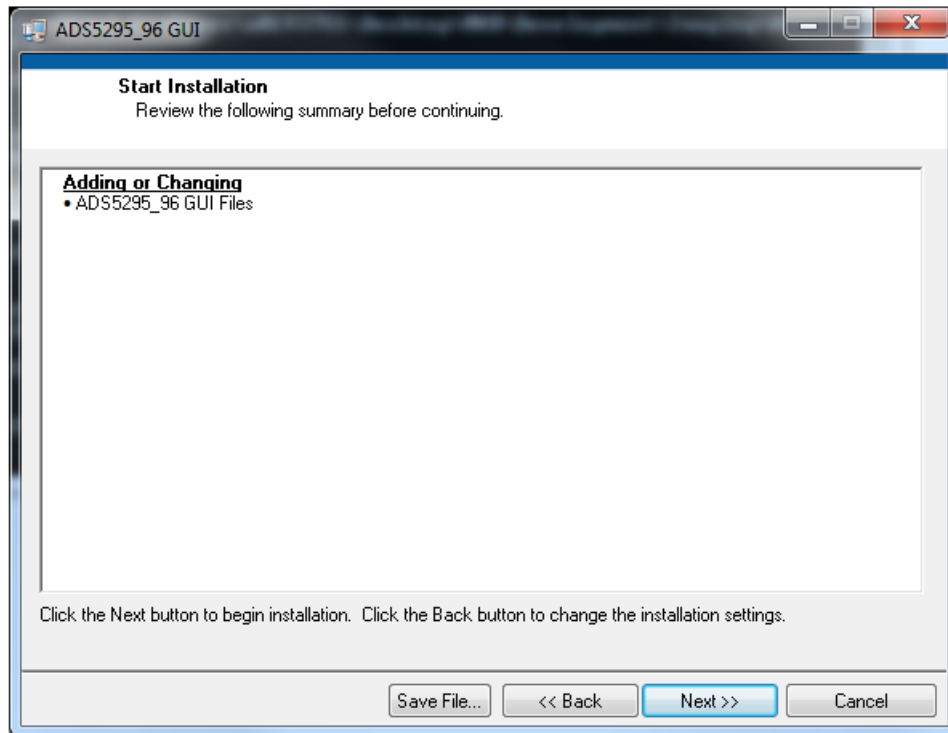 ADS5295_96 GUI
Start Installation
Review the following summary before continuing.
Adding or Changing
• ADS5295_96 GUI Files
Click the Next button to begin installation.  Click the Back button to change the installation settings.
Save File...
<< Back
Next >>
Cancel